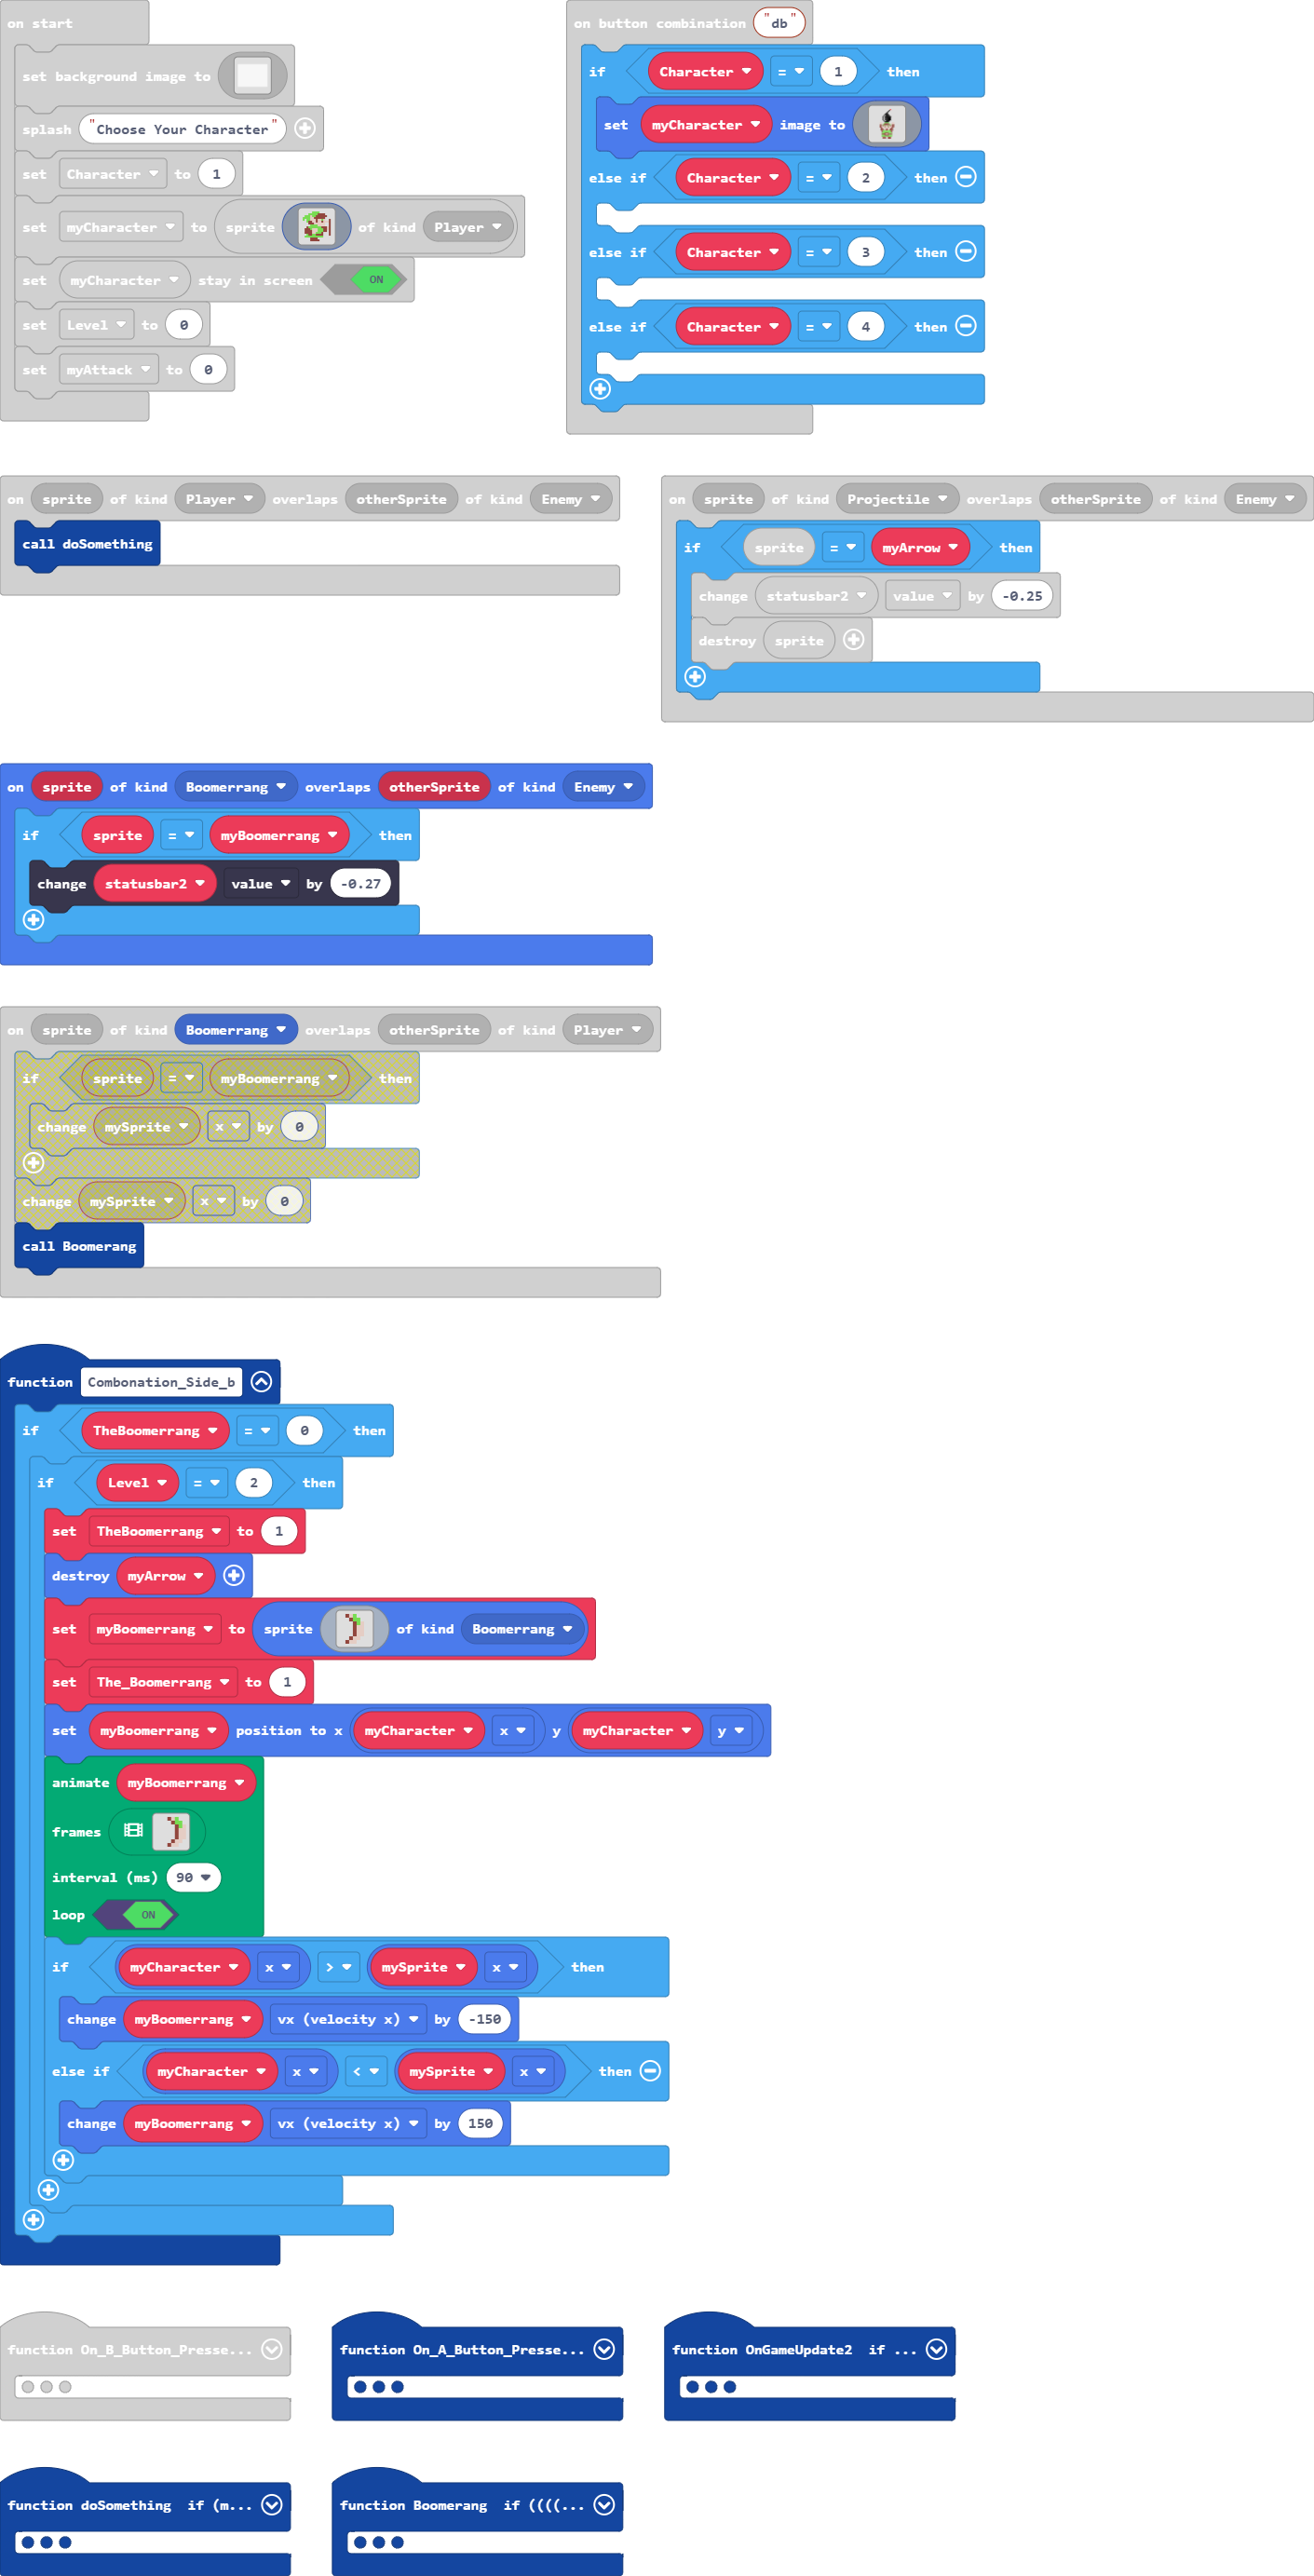 on start
set background image to
splash "Choose Your Character"
set Character to 1
set myCharacter to sprite of kind Player
set myCharacter stay in screen ON
set Level to 0
set myAttack to 0
on button combination "db"
if Character = 1 then
set myCharacter image to
else if Character = 2 then
else if Character = 3 then
else if Character = 4 then
on sprite of kind Player overlaps otherSprite of kind Enemy
call doSomething
on sprite of kind Projectile overlaps otherSprite of kind Enemy
if sprite = myArrow then
change statusbar2 value by -0.25
destroy sprite
on sprite of kind Boomerrang overlaps otherSprite of kind Enemy
if sprite = myBoomerrang then
change statusbar2 value by -0.27
on sprite of kind Boomerrang overlaps otherSprite of kind Player
if sprite = myBoomerrang then
change mySprite x by 0
change mySprite x by 0
call Boomerang
function Combonation_Side_b
if TheBoomerrang = 0 then
if Level = 2 then
set TheBoomerrang to 1
destroy myArrow
set myBoomerrang to sprite of kind Boomerrang
set The_Boomerrang to 1
set myBoomerrang position to x myCharacter x y myCharacter y
animate myBoomerrang
frames
interval (ms) 90
loop ON
if myCharacter x > mySprite x then
change myBoomerrang vx (velocity x) by -150
else if myCharacter x < mySprite x then
change myBoomerrang vx (velocity x) by 150
function On_B_Button_Presse...
function On_A_Button_Presse...
function OnGameUpdate2 if ...
function doSomething if (m...
function Boomerang if ((((...